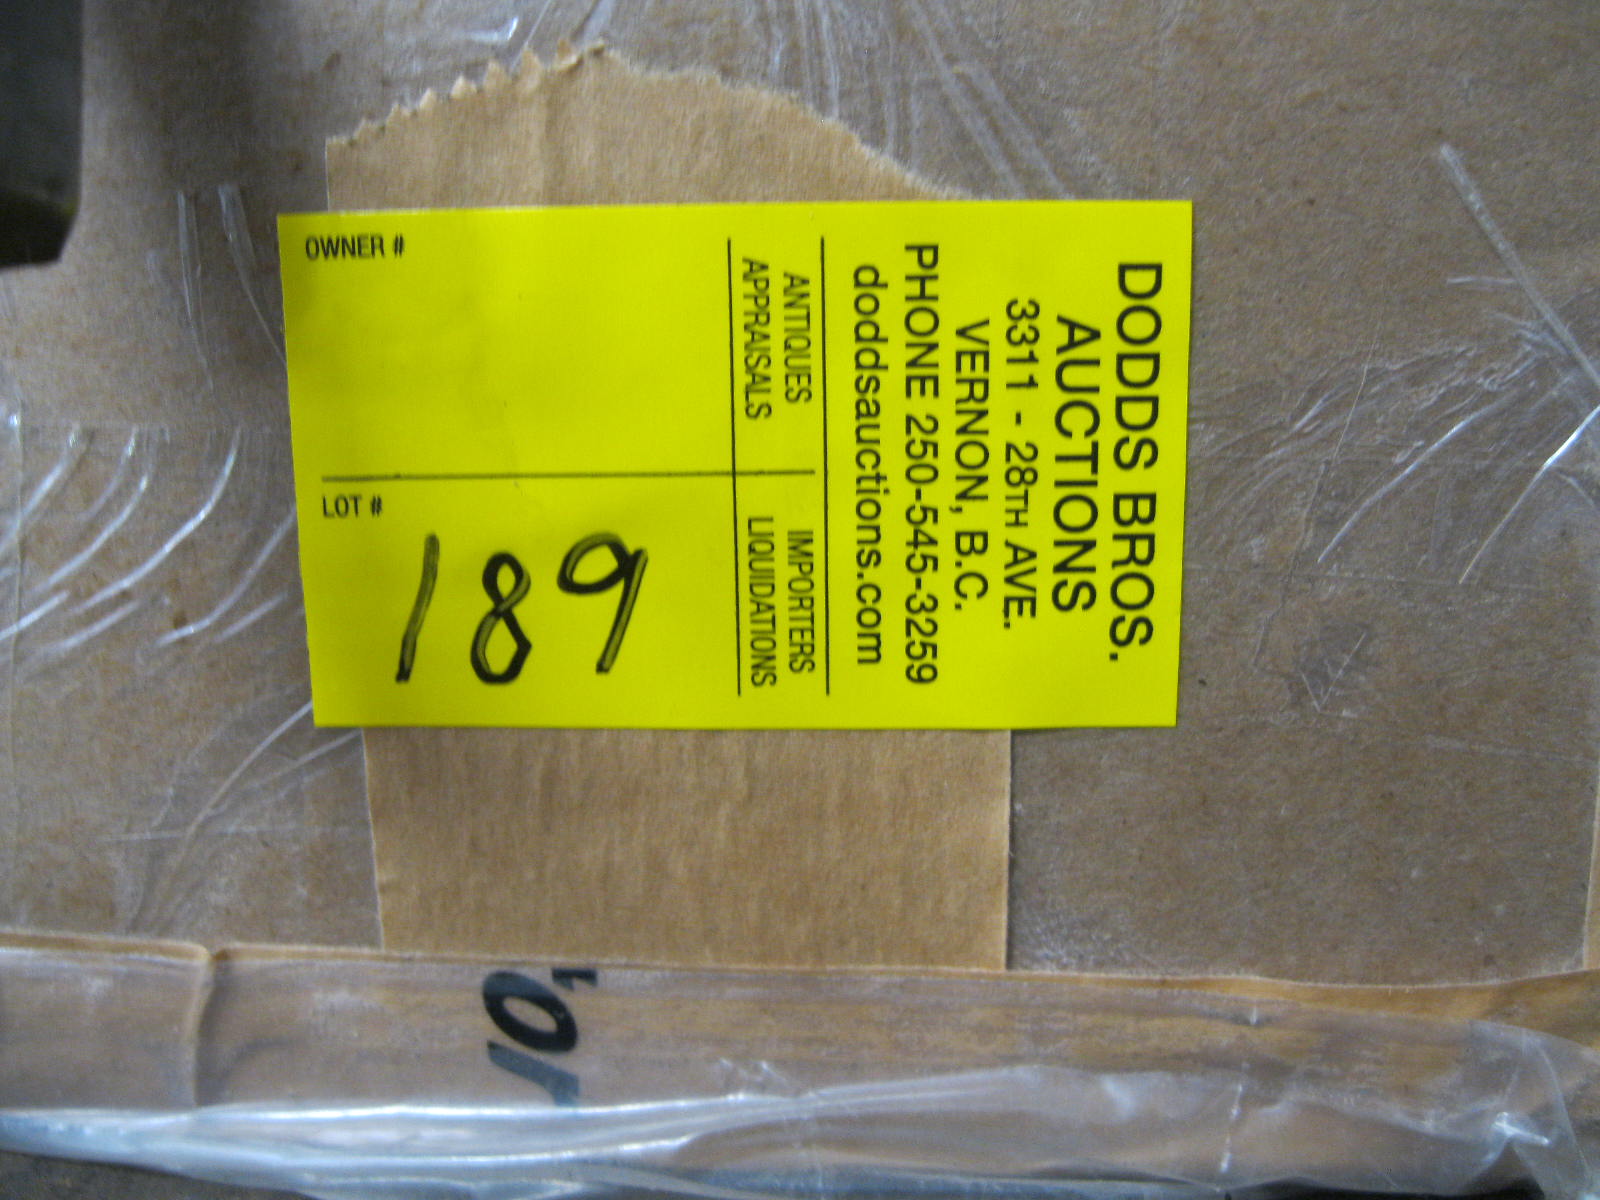 DODDS BROS.
AUCTIONS
3311 - 28TH AVE.
VERNON, B.C.
PHONE 250-545-3259
doddsauctions.com
ANTIQUES IMPORTERS
APPRAISALS LIQUIDATIONS
OWNER #
LOT #
189